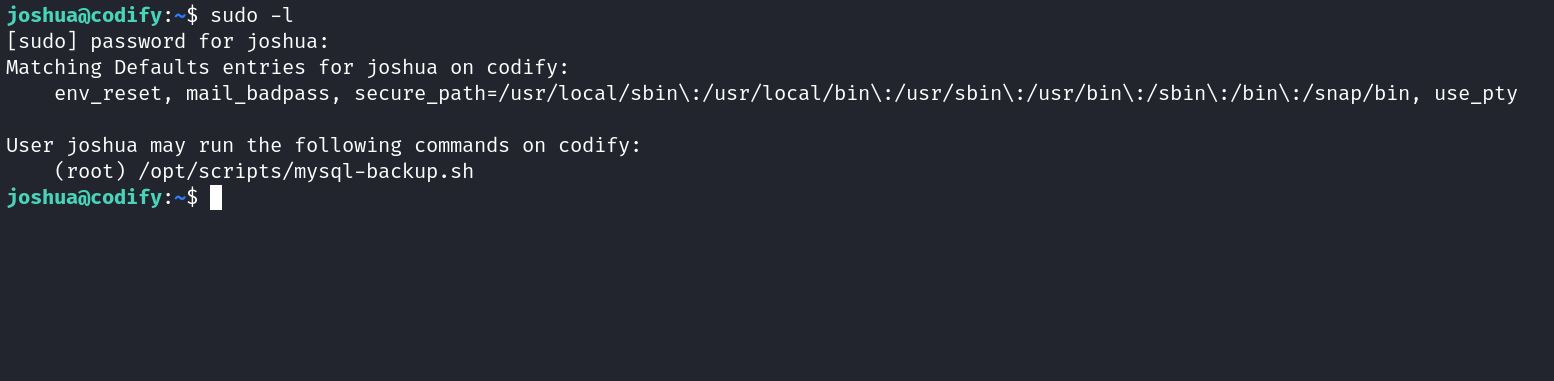 joshua@codify:~$ sudo -l
[sudo] password for joshua:
Matching Defaults entries for joshua on codify:
    env_reset, mail_badpass, secure_path=/usr/local/sbin\:/usr/local/bin\:/usr/sbin\:/usr/bin\:/sbin\:/bin\:/snap/bin, use_pty

User joshua may run the following commands on codify:
    (root) /opt/scripts/mysql-backup.sh
joshua@codify:~$